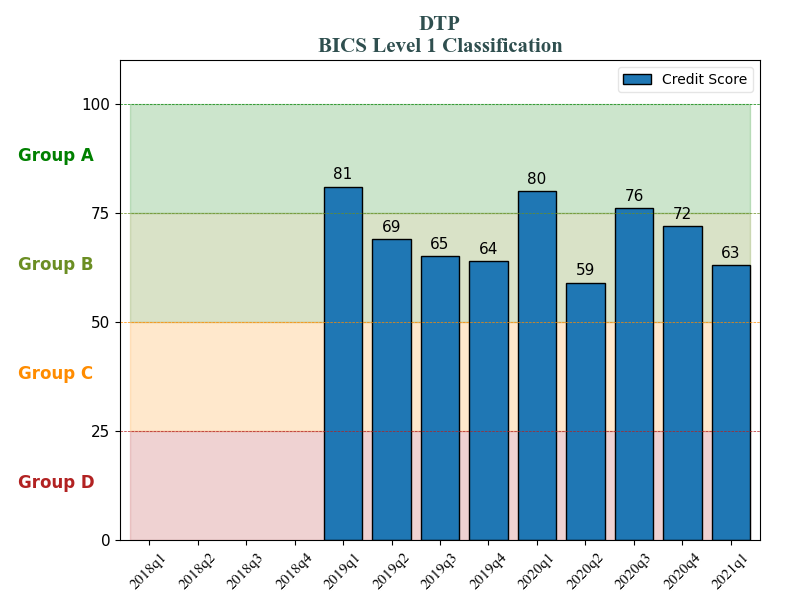 DTP
BICS Level 1 Classification
Credit Score
100
Group A
81
80
76
75
72
69
65
64
63
59
Group B
50
Group C
25
Group D
0
2018q1
2018q2
2018q3
2018q4
2019q1
2019q2
2019q3
2019q4
2020q1
2020q2
2020q3
2020q4
2021q1